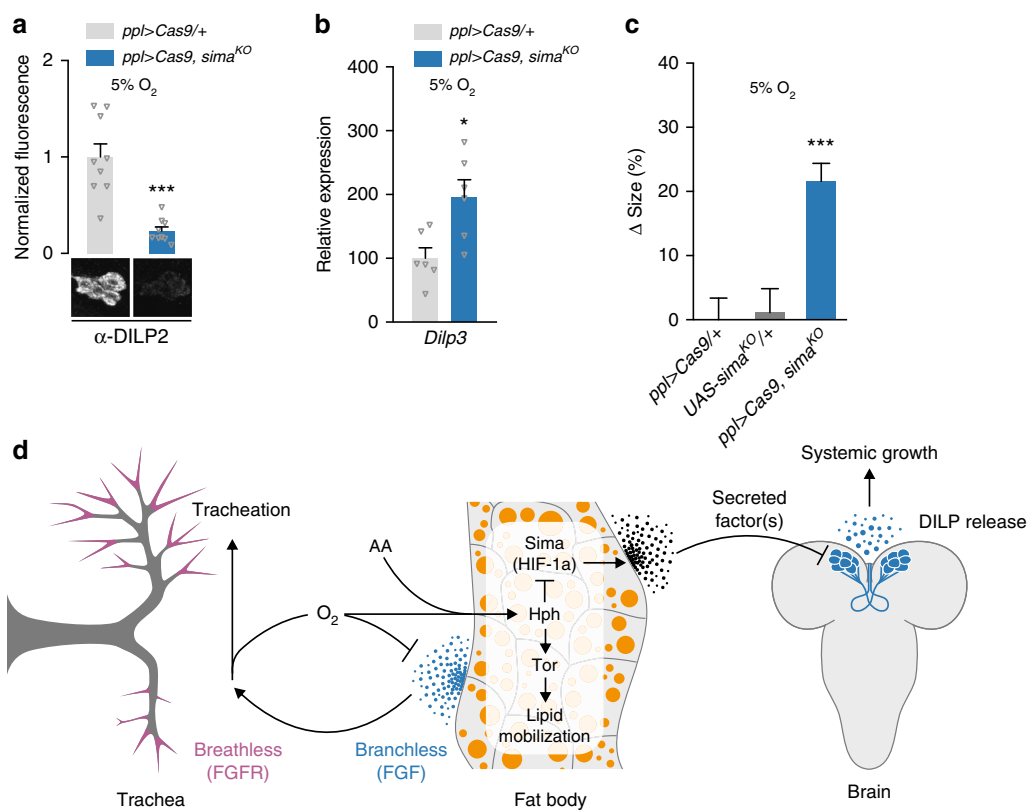 a
ppl>Cas9/+
ppl>Cas9, sima^KO
5% O₂
Normalized fluorescence
2
1
0
***
α-DILP2
b
ppl>Cas9/+
ppl>Cas9, sima^KO
5% O₂
Relative expression
400
300
200
100
0
*
Dilp3
c
5% O₂
Δ Size (%)
40
30
20
10
0
***
ppl>Cas9/+
UAS-sima^KO/+
ppl>Cas9, sima^KO
d
Tracheation
AA
O₂
Breathless
(FGFR)
Branchless
(FGF)
Trachea
Sima
(HIF-1a)
Hph
Tor
Lipid
mobilization
Fat body
Secreted
factor(s)
Systemic growth
DILP release
Brain